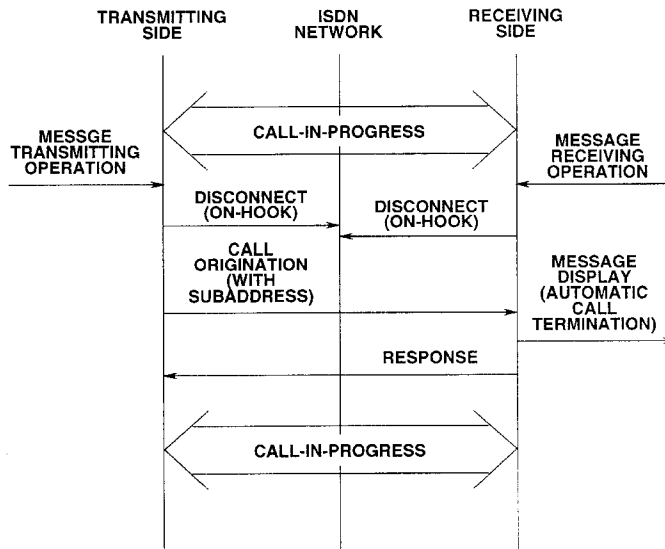 TRANSMITTING
SIDE
ISDN
NETWORK
RECEIVING
SIDE
CALL-IN-PROGRESS
MESSGE
TRANSMITTING
OPERATION
MESSAGE
RECEIVING
OPERATION
DISCONNECT
(ON-HOOK)
DISCONNECT
(ON-HOOK)
CALL
ORIGINATION
(WITH
SUBADDRESS)
MESSAGE
DISPLAY
(AUTOMATIC
CALL
TERMINATION)
RESPONSE
CALL-IN-PROGRESS